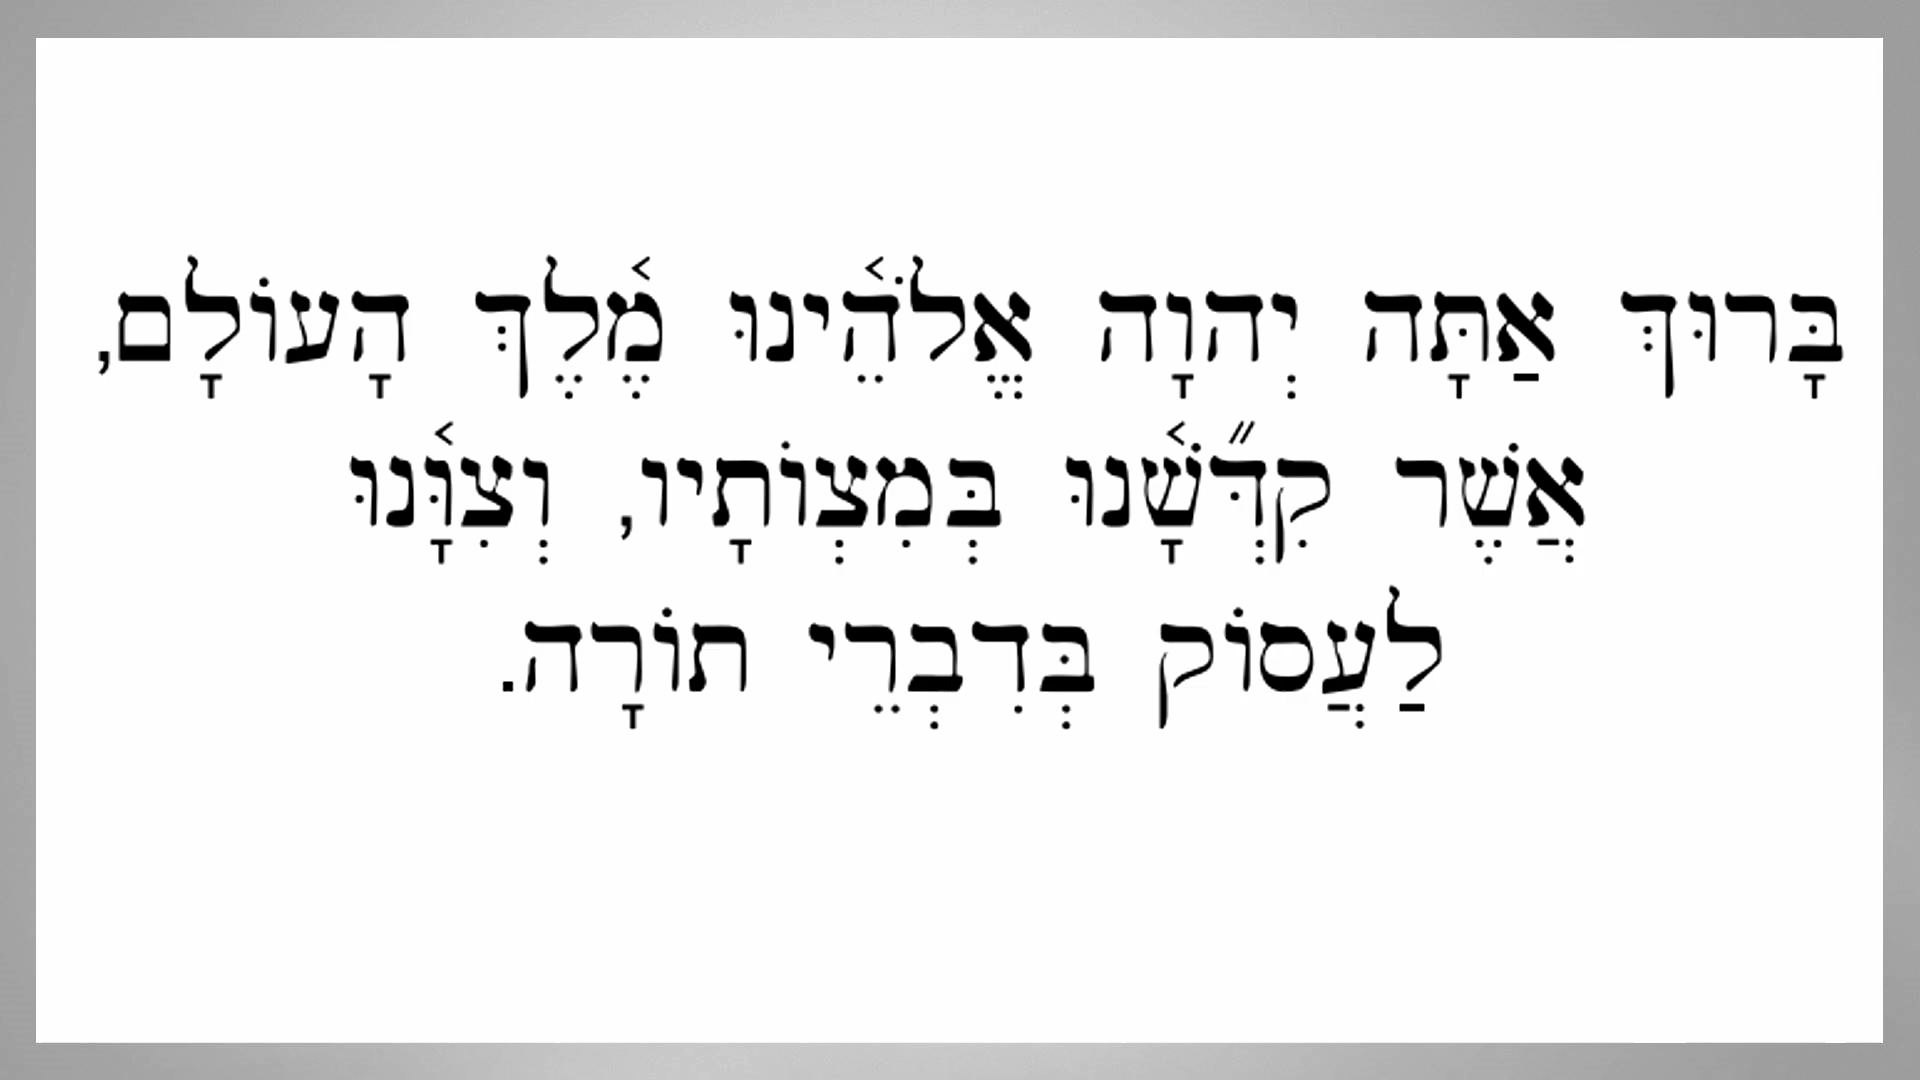 בָּרוּךְ אַתָּה יְהוָה אֱלֹהֵ֫ינוּ מֶ֫לֶךְ הָעוֹלָם,
אֲשֶׁר קִדְּשָׁ֫נוּ בְּמִצְוֹתָיו, וְצִוָּ֫נוּ
לַעֲסוֹק בְּדִבְרֵי תוֹרָה.